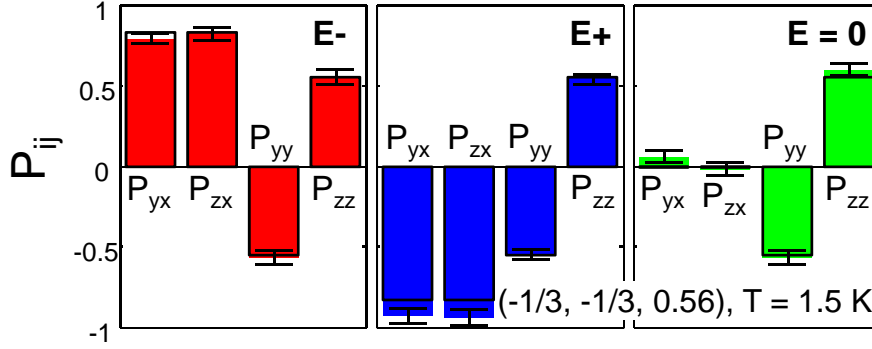 1
0.5
0
-0.5
-1
P_ij
E-
P_yx
P_zx
P_yy
P_zz
E+
P_yx
P_zx
P_yy
P_zz
E = 0
P_yx
P_zx
P_yy
P_zz
(-1/3, -1/3, 0.56), T = 1.5 K